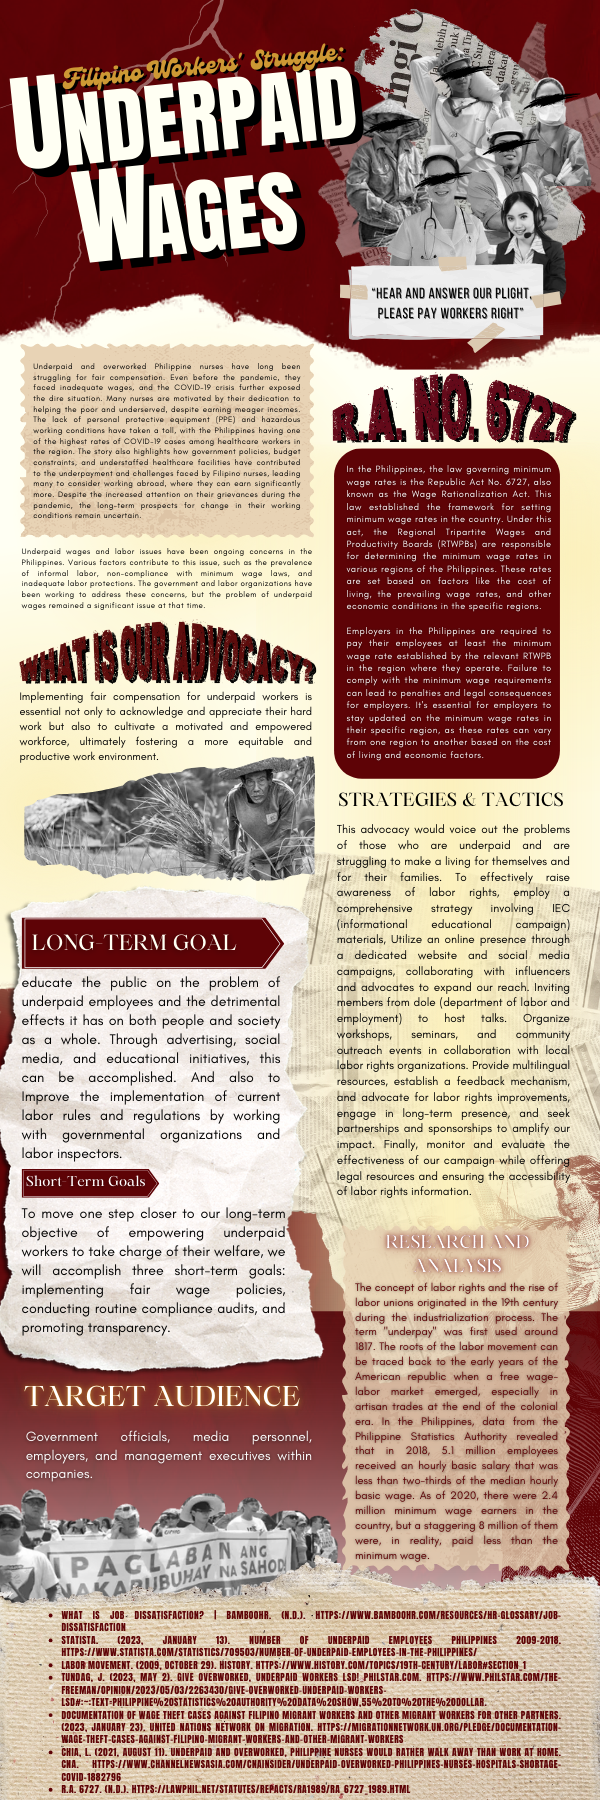 Filipino Workers' Struggle:
UNDERPAID
WAGES
"HEAR AND ANSWER OUR PLIGHT,
PLEASE PAY WORKERS RIGHT"
Underpaid and overworked Philippine nurses have long been
struggling for fair compensation. Even before the pandemic, they
faced inadequate wages, and the COVID-19 crisis further exposed
the dire situation. Many nurses are motivated by their dedication to
helping the poor and underserved, despite earning meager incomes.
The lack of personal protective equipment (PPE) and hazardous
working conditions have taken a toll, with the Philippines having one
of the highest rates of COVID-19 cases among healthcare workers in
the region. The story also highlights how government policies, budget
constraints, and understaffed healthcare facilities have contributed
to the underpayment and challenges faced by Filipino nurses, leading
many to consider working abroad, where they can earn significantly
more. Despite the increased attention on their grievances during the
pandemic, the long-term prospects for change in their working
conditions remain uncertain.
Underpaid wages and labor issues have been ongoing concerns in the
Philippines. Various factors contribute to this issue, such as the prevalence
of informal labor, non-compliance with minimum wage laws, and
inadequate labor protections. The government and labor organizations have
been working to address these concerns, but the problem of underpaid
wages remained a significant issue at that time.
WHAT IS OUR ADVOCACY?
Implementing fair compensation for underpaid workers is
essential not only to acknowledge and appreciate their hard
work but also to cultivate a motivated and empowered
workforce, ultimately fostering a more equitable and
productive work environment.
LONG-TERM GOAL
educate the public on the problem of
underpaid employees and the detrimental
effects it has on both people and society
as a whole. Through advertising, social
media, and educational initiatives, this
can be accomplished. And also to
Improve the implementation of current
labor rules and regulations by working
with governmental organizations and
labor inspectors.
Short-Term Goals
To move one step closer to our long-term
objective of empowering underpaid
workers to take charge of their welfare, we
will accomplish three short-term goals:
implementing fair wage policies,
conducting routine compliance audits, and
promoting transparency.
TARGET AUDIENCE
Government officials, media personnel,
employers, and management executives within
companies.
IPAGLABAN ANG
NAKABUBUHAY NA SAHOD
R.A. NO. 6727
In the Philippines, the law governing minimum
wage rates is the Republic Act No. 6727, also
known as the Wage Rationalization Act. This
law established the framework for setting
minimum wage rates in the country. Under this
act, the Regional Tripartite Wages and
Productivity Boards (RTWPBs) are responsible
for determining the minimum wage rates in
various regions of the Philippines. These rates
are set based on factors like the cost of
living, the prevailing wage rates, and other
economic conditions in the specific regions.
Employers in the Philippines are required to
pay their employees at least the minimum
wage rate established by the relevant RTWPB
in the region where they operate. Failure to
comply with the minimum wage requirements
can lead to penalties and legal consequences
for employers. It's essential for employers to
stay updated on the minimum wage rates in
their specific region, as these rates can vary
from one region to another based on the cost
of living and economic factors.
STRATEGIES & TACTICS
This advocacy would voice out the problems
of those who are underpaid and are
struggling to make a living for themselves and
for their families. To effectively raise
awareness of labor rights, employ a
comprehensive strategy involving IEC
(informational educational campaign)
materials, Utilize an online presence through
a dedicated website and social media
campaigns, collaborating with influencers
and advocates to expand our reach. Inviting
members from dole (department of labor and
employment) to host talks. Organize
workshops, seminars, and community
outreach events in collaboration with local
labor rights organizations. Provide multilingual
resources, establish a feedback mechanism,
and advocate for labor rights improvements,
engage in long-term presence, and seek
partnerships and sponsorships to amplify our
impact. Finally, monitor and evaluate the
effectiveness of our campaign while offering
legal resources and ensuring the accessibility
of labor rights information.
RESEARCH AND
ANALYSIS
The concept of labor rights and the rise of
labor unions originated in the 19th century
during the industrialization process. The
term "underpay" was first used around
1817. The roots of the labor movement can
be traced back to the early years of the
American republic when a free wage-
labor market emerged, especially in
artisan trades at the end of the colonial
era. In the Philippines, data from the
Philippine Statistics Authority revealed
that in 2018, 5.1 million employees
received an hourly basic salary that was
less than two-thirds of the median hourly
basic wage. As of 2020, there were 2.4
million minimum wage earners in the
country, but a staggering 8 million of them
were, in reality, paid less than the
minimum wage.
• WHAT IS JOB DISSATISFACTION? | BAMBOOHR. (N.D.). HTTPS://WWW.BAMBOOHR.COM/RESOURCES/HR-GLOSSARY/JOB-
DISSATISFACTION
• STATISTA. (2023, JANUARY 13). NUMBER OF UNDERPAID EMPLOYEES PHILIPPINES 2009-2018.
HTTPS://WWW.STATISTA.COM/STATISTICS/709503/NUMBER-OF-UNDERPAID-EMPLOYEES-IN-THE-PHILIPPINES/
• LABOR MOVEMENT. (2009, OCTOBER 29). HISTORY. HTTPS://WWW.HISTORY.COM/TOPICS/19TH-CENTURY/LABOR#SECTION_1
• TUNDAG, J. (2023, MAY 2). GIVE OVERWORKED, UNDERPAID WORKERS LSD! PHILSTAR.COM. HTTPS://WWW.PHILSTAR.COM/THE-
FREEMAN/OPINION/2023/05/03/2263430/GIVE-OVERWORKED-UNDERPAID-WORKERS-
LSD#:~:TEXT=PHILIPPINE%20STATISTICS%20AUTHORITY%20DATA%20SHOW,55%20TO%20THE%20DOLLAR.
• DOCUMENTATION OF WAGE THEFT CASES AGAINST FILIPINO MIGRANT WORKERS AND OTHER MIGRANT WORKERS FOR OTHER PARTNERS.
(2023, JANUARY 23). UNITED NATIONS NETWORK ON MIGRATION. HTTPS://MIGRATIONNETWORK.UN.ORG/PLEDGE/DOCUMENTATION-
WAGE-THEFT-CASES-AGAINST-FILIPINO-MIGRANT-WORKERS-AND-OTHER-MIGRANT-WORKERS
• CHIA, L. (2021, AUGUST 11). UNDERPAID AND OVERWORKED, PHILIPPINE NURSES WOULD RATHER WALK AWAY THAN WORK AT HOME.
CNA. HTTPS://WWW.CHANNELNEWSASIA.COM/CNAINSIDER/UNDERPAID-OVERWORKED-PHILIPPINES-NURSES-HOSPITALS-SHORTAGE-
COVID-1882796
• R.A. 6727. (N.D.). HTTPS://LAWPHIL.NET/STATUTES/REPACTS/RA1989/RA_6727_1989.HTML